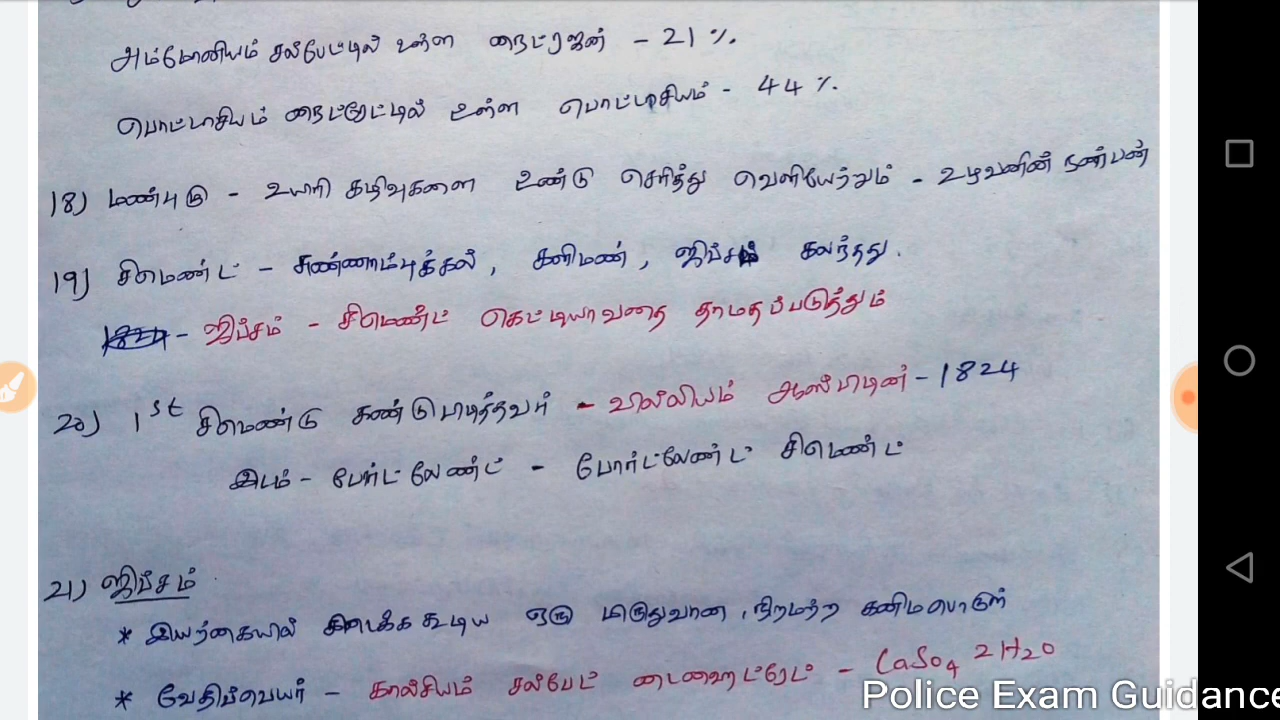 அம்மோனியம் சல்பேட்டில் உள்ள நைட்ரஜன் - 21 %.
பொட்டாசியம் நைட்ரேட்டில் உள்ள பொட்டாசியம் - 44 %.
18) மண்புழு - உயிரி கழிவுகளை உண்டு செரித்து வெளியேற்றும் - உழவனின் நண்பன்
19) சிமெண்ட் - சுண்ணாம்புக்கல், களிமண், ஜிப்சம் கலந்தது.
- ஜிப்சம் - சிமெண்ட் கெட்டியாவதை தாமதப்படுத்தும்
20) 1st சிமெண்டு கண்டுபிடித்தவர் - வில்லியம் ஆஸ்பிடின் - 1824
இடம் - போர்ட்லேண்ட் - போர்ட்லேண்ட் சிமெண்ட்
21) ஜிப்சம்
* இயற்கையில் கிடைக்க கூடிய ஒரு மிருதுவான, நிறமற்ற கனிமபொருள்
* வேதிப்பெயர் - கால்சியம் சல்பேட் டைஹைட்ரேட் - CaSO4 2H2O
Police Exam Guidance